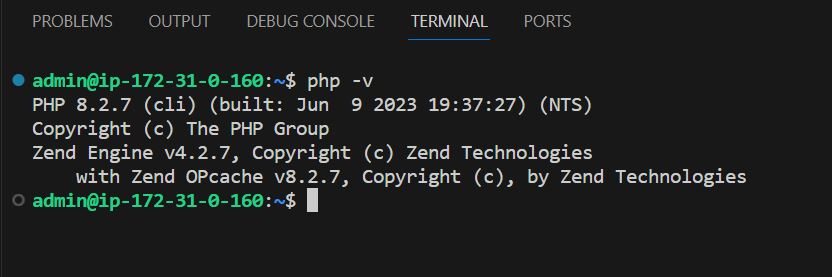 PROBLEMS OUTPUT DEBUG CONSOLE TERMINAL PORTS
admin@ip-172-31-0-160:~$ php -v
PHP 8.2.7 (cli) (built: Jun  9 2023 19:37:27) (NTS)
Copyright (c) The PHP Group
Zend Engine v4.2.7, Copyright (c) Zend Technologies
    with Zend OPcache v8.2.7, Copyright (c), by Zend Technologies
admin@ip-172-31-0-160:~$